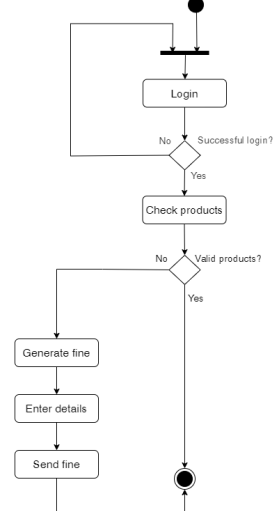 Login
No
Successful login?
Yes
Check products
No
Valid products?
Yes
Generate fine
Enter details
Send fine